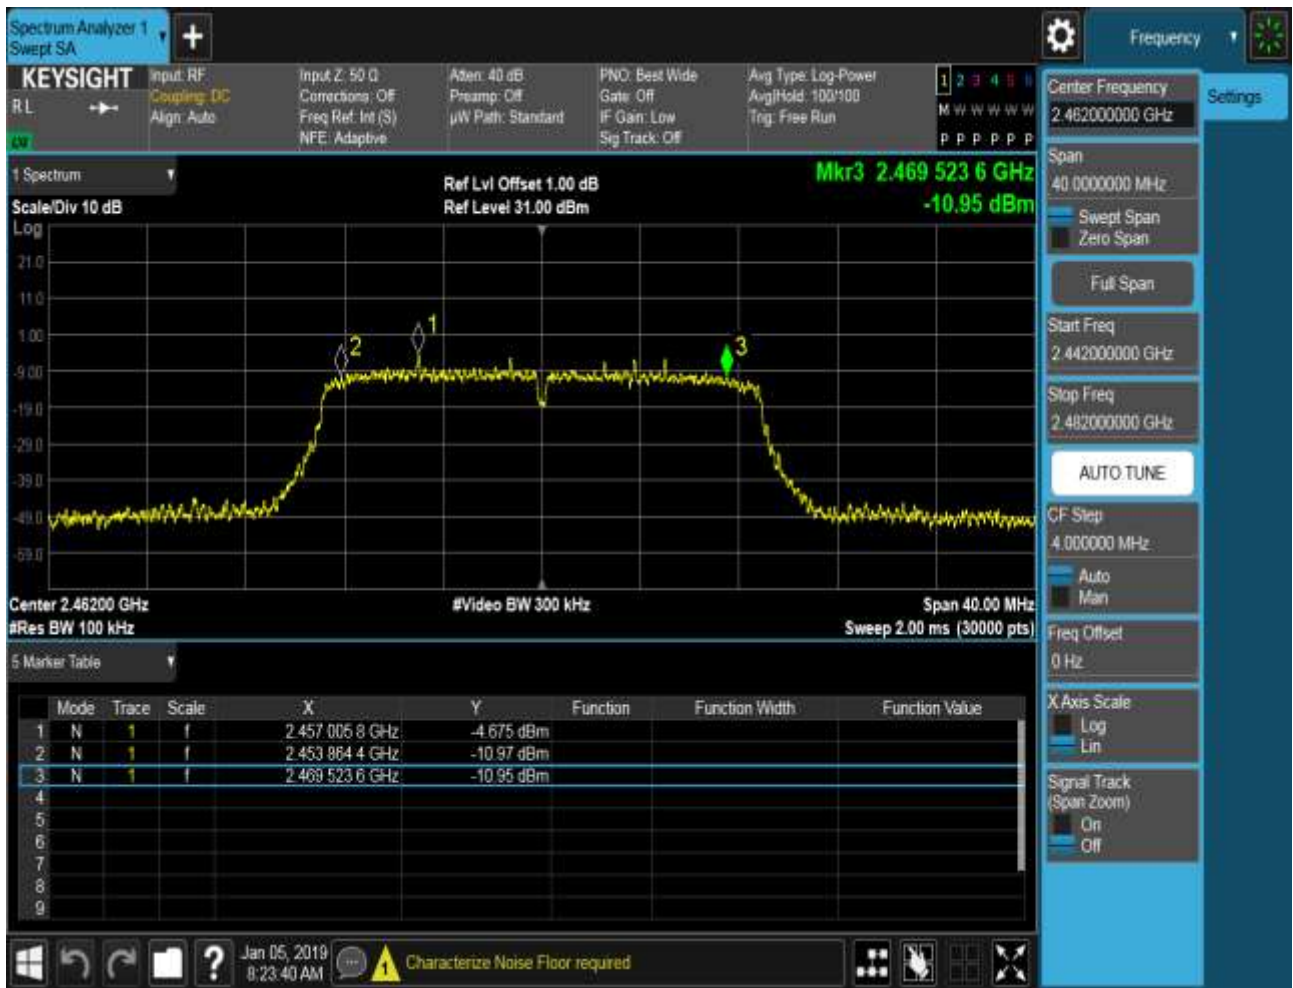 Spectrum Analyzer 1
Swept SA
Frequency
KEYSIGHT
R L
Input: RF
Coupling: DC
Align: Auto
Input Z: 50 Ω
Corrections: Off
Freq Ref: Int (S)
NFE: Adaptive
Atten: 40 dB
Preamp: Off
µW Path: Standard
PNO: Best Wide
Gate: Off
IF Gain: Low
Sig Track: Off
Avg Type: Log-Power
Avg|Hold: 100/100
Trig: Free Run
1 2 3 4 5 6
M W W W W W
P P P P P P
1 Spectrum
Scale/Div 10 dB
Log
Ref Lvl Offset 1.00 dB
Ref Level 31.00 dBm
Mkr3 2.469 523 6 GHz
-10.95 dBm
21.0
11.0
1.00
-9.00
-19.0
-29.0
-39.0
-49.0
-59.0
1
2
3
Center 2.46200 GHz
#Res BW 100 kHz
#Video BW 300 kHz
Span 40.00 MHz
Sweep 2.00 ms (30000 pts)
5 Marker Table
Mode Trace Scale X Y Function Function Width Function Value
1 N 1 f 2.457 005 8 GHz -4.675 dBm
2 N 1 f 2.453 864 4 GHz -10.97 dBm
3 N 1 f 2.469 523 6 GHz -10.95 dBm
4
5
6
7
8
9
Jan 05, 2019
8:23:40 AM
1
Characterize Noise Floor required
Center Frequency
2.462000000 GHz
Settings
Span
40.0000000 MHz
Swept Span
Zero Span
Full Span
Start Freq
2.442000000 GHz
Stop Freq
2.482000000 GHz
AUTO TUNE
CF Step
4.000000 MHz
Auto
Man
Freq Offset
0 Hz
X Axis Scale
Log
Lin
Signal Track
(Span Zoom)
On
Off